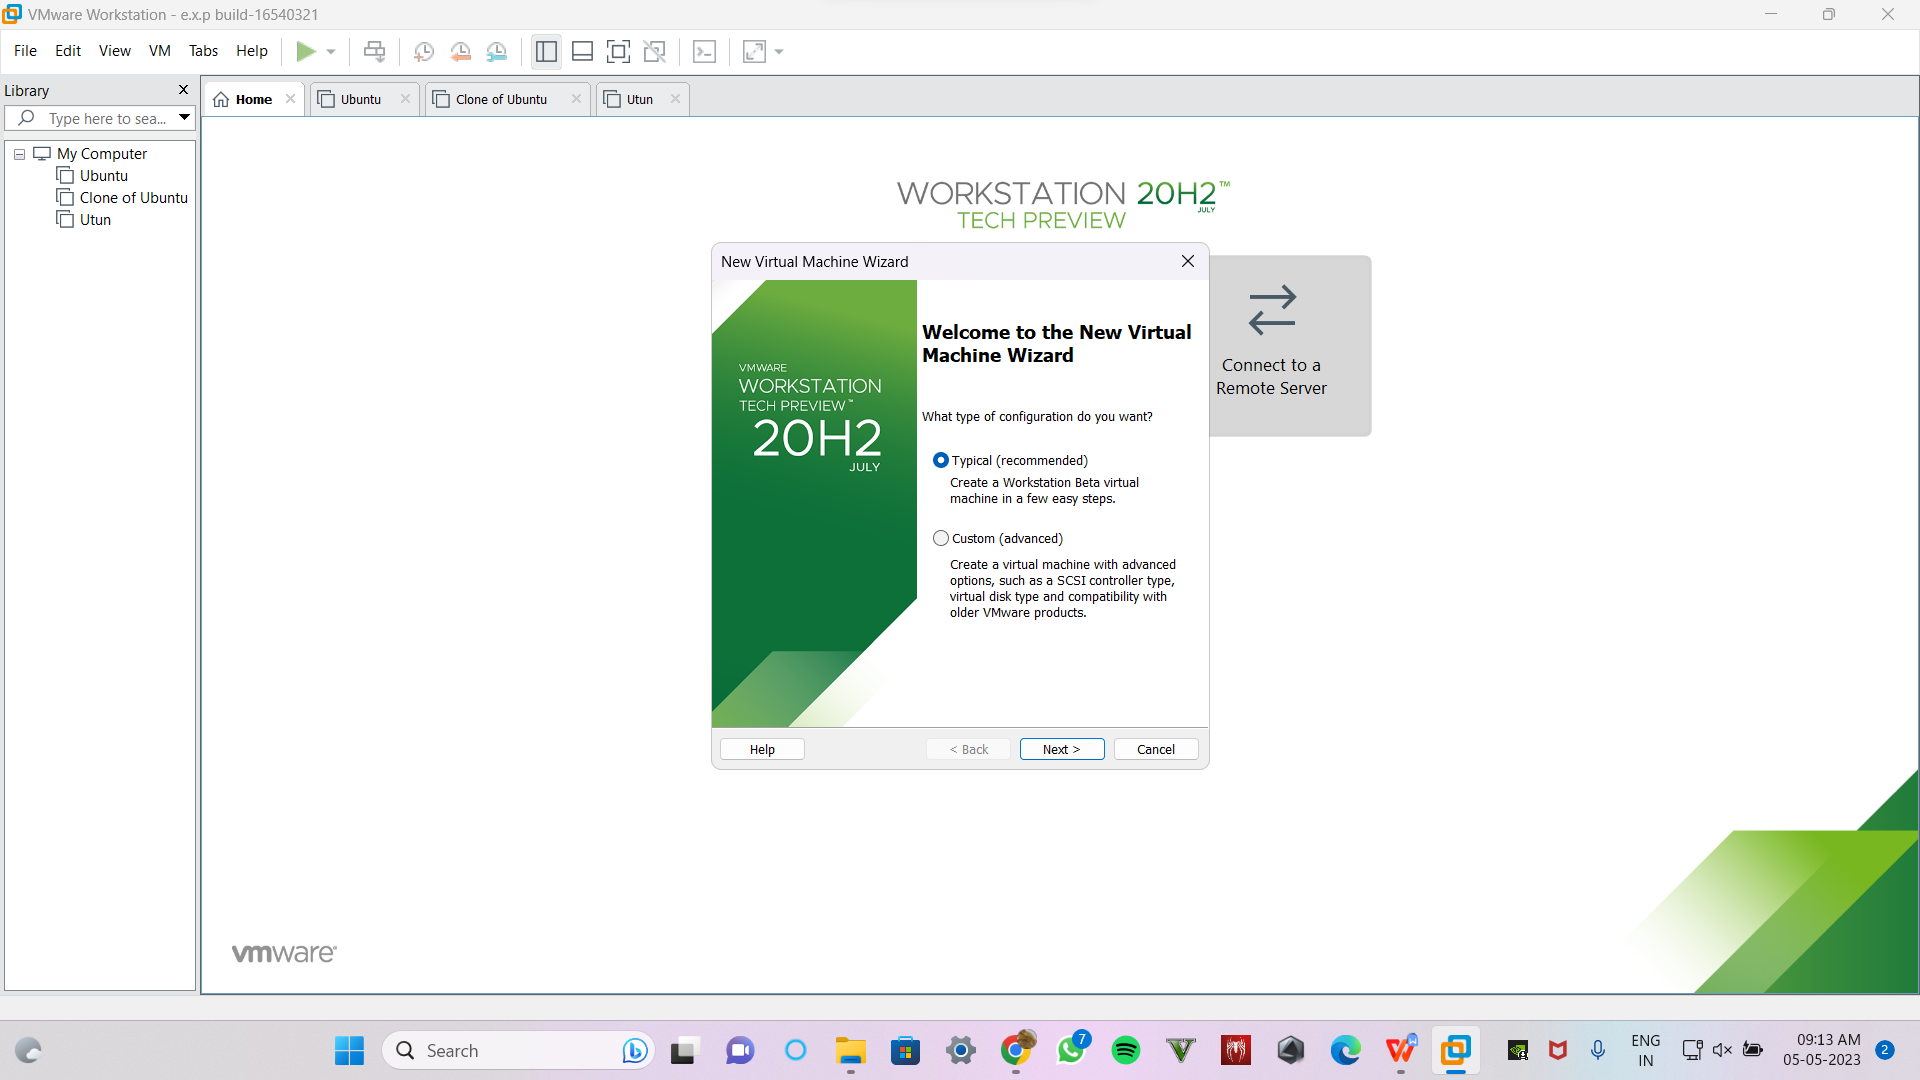 VMware Workstation - e.x.p build-16540321
File Edit View VM Tabs Help
Library
Type here to sea...
My Computer
Ubuntu
Clone of Ubuntu
Utun
Home
Ubuntu
Clone of Ubuntu
Utun
WORKSTATION 20H2™
JULY
TECH PREVIEW
New Virtual Machine Wizard
VMWARE
WORKSTATION
TECH PREVIEW™
20H2
JULY
Welcome to the New Virtual
Machine Wizard
What type of configuration do you want?
Typical (recommended)
Create a Workstation Beta virtual
machine in a few easy steps.
Custom (advanced)
Create a virtual machine with advanced
options, such as a SCSI controller type,
virtual disk type and compatibility with
older VMware products.
Help
< Back
Next >
Cancel
Connect to a
Remote Server
vmware®
Search
7
ENG
IN
09:13 AM
05-05-2023
2